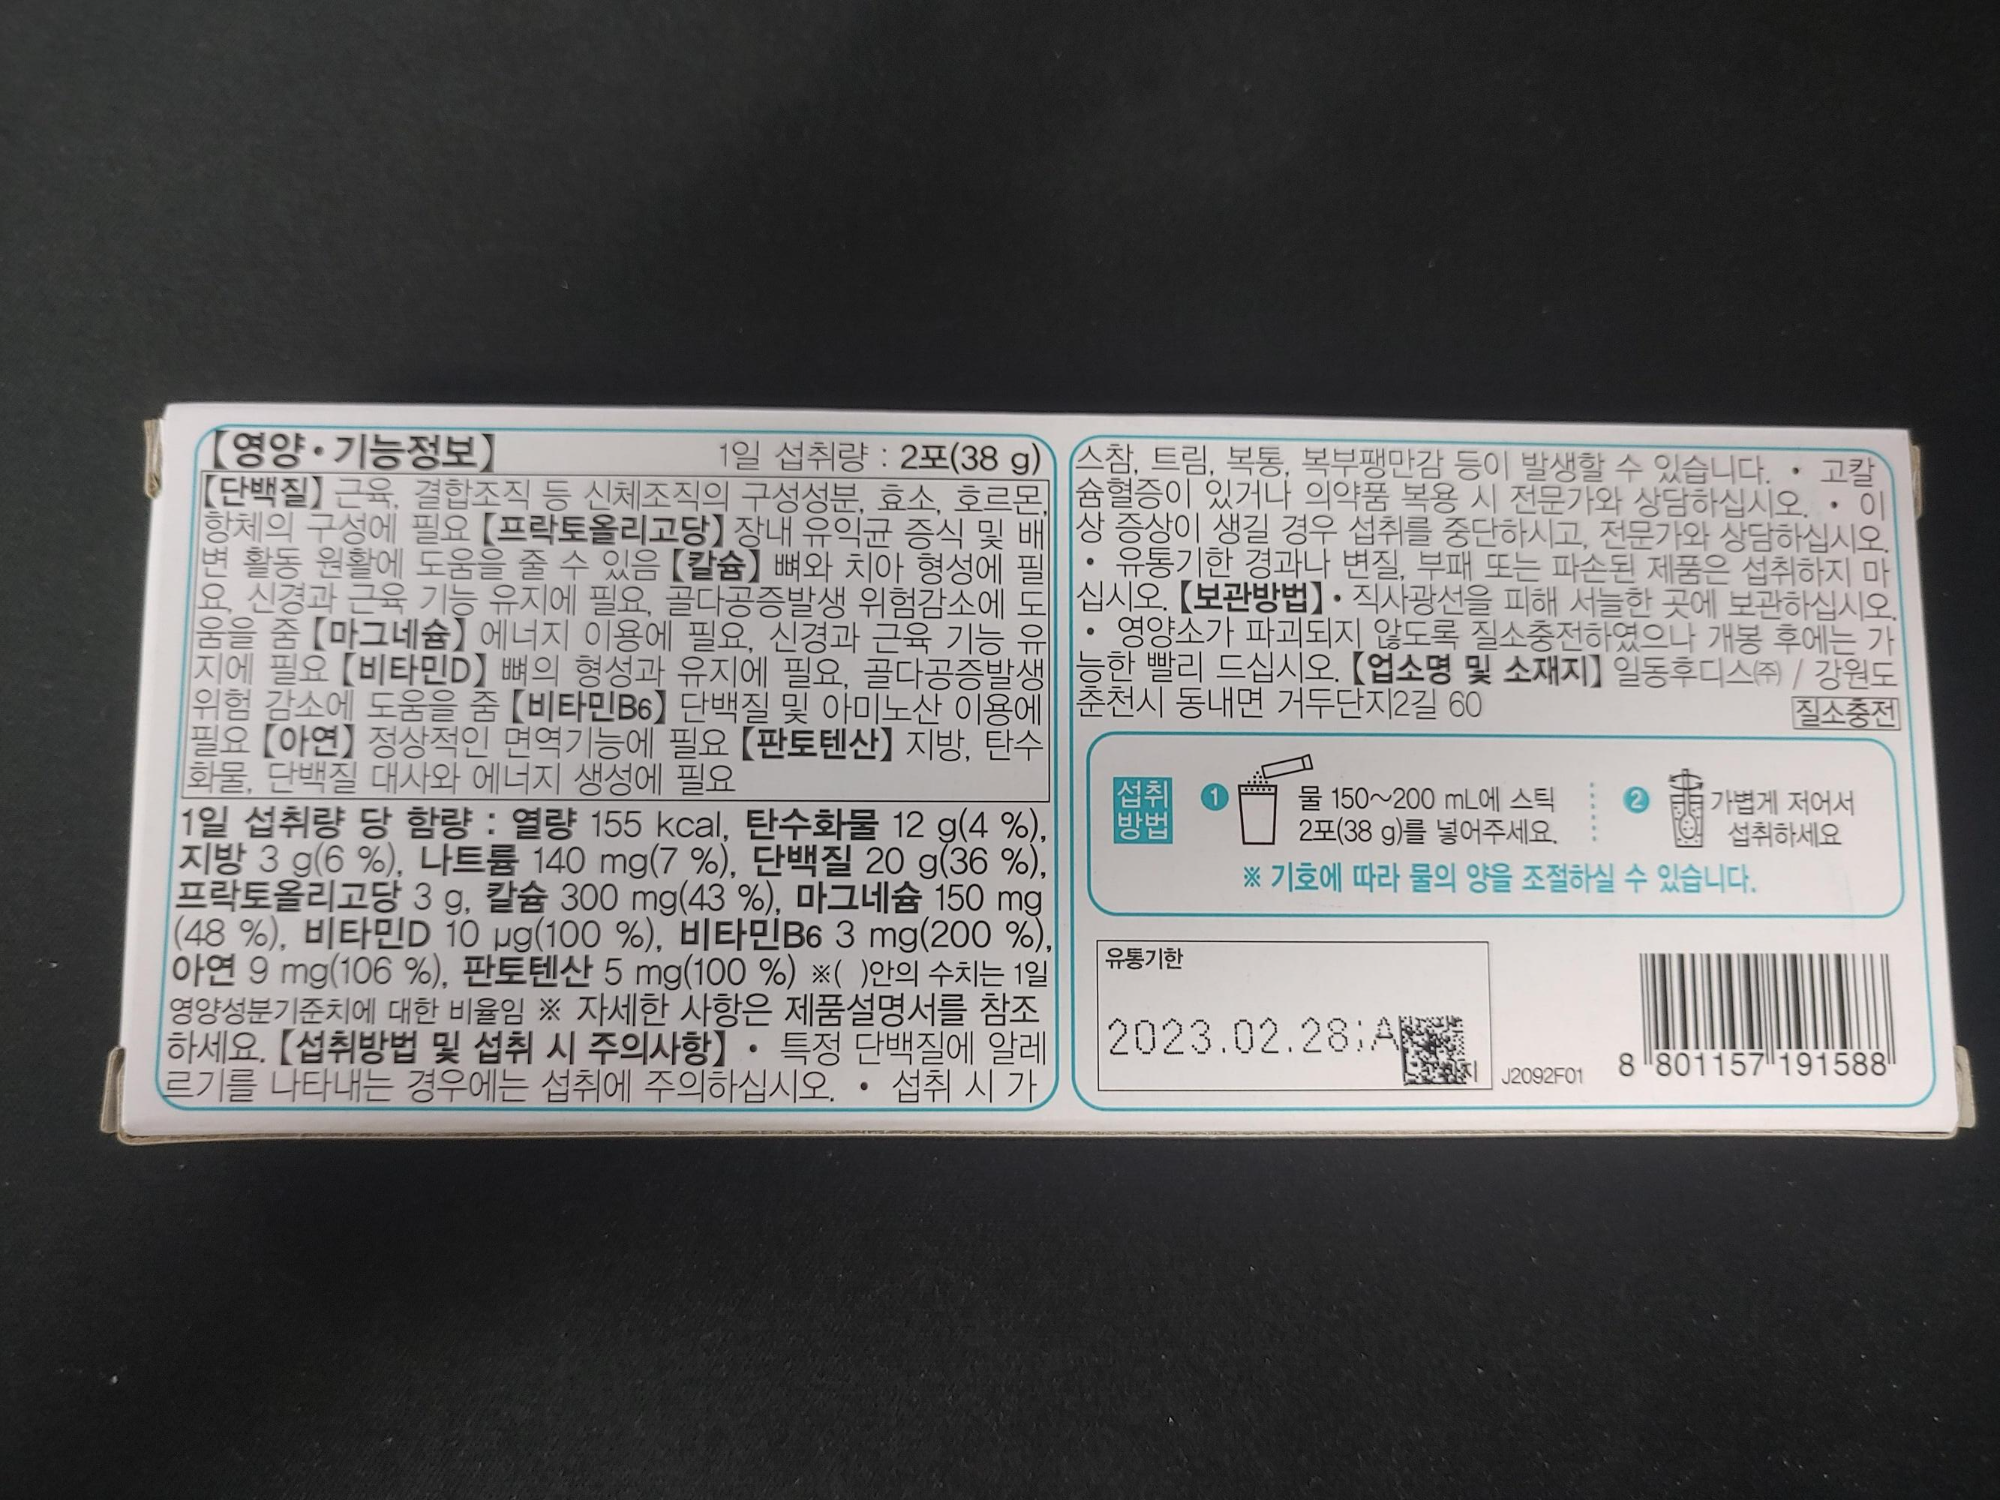 【영양·기능정보】 1일 섭취량 : 2포(38 g)
【단백질】 근육, 결합조직 등 신체조직의 구성성분, 효소, 호르몬,
항체의 구성에 필요【프락토올리고당】장내 유익균 증식 및 배
변 활동 원활에 도움을 줄 수 있음【칼슘】뼈와 치아 형성에 필
요, 신경과 근육 기능 유지에 필요, 골다공증발생 위험감소에 도
움을 줌【마그네슘】에너지 이용에 필요, 신경과 근육 기능 유
지에 필요【비타민D】뼈의 형성과 유지에 필요, 골다공증발생
위험 감소에 도움을 줌【비타민B6】단백질 및 아미노산 이용에
필요【아연】정상적인 면역기능에 필요【판토텐산】지방, 탄수
화물, 단백질 대사와 에너지 생성에 필요
1일 섭취량 당 함량 : 열량 155 kcal, 탄수화물 12 g(4 %),
지방 3 g(6 %), 나트륨 140 mg(7 %), 단백질 20 g(36 %),
프락토올리고당 3 g, 칼슘 300 mg(43 %), 마그네슘 150 mg
(48 %), 비타민D 10 µg(100 %), 비타민B6 3 mg(200 %),
아연 9 mg(106 %), 판토텐산 5 mg(100 %) ※( )안의 수치는 1일
영양성분기준치에 대한 비율임 ※ 자세한 사항은 제품설명서를 참조
하세요.【섭취방법 및 섭취 시 주의사항】• 특정 단백질에 알레
르기를 나타내는 경우에는 섭취에 주의하십시오. • 섭취 시 가
스참, 트림, 복통, 복부팽만감 등이 발생할 수 있습니다. • 고칼
슘혈증이 있거나 의약품 복용 시 전문가와 상담하십시오. • 이
상 증상이 생길 경우 섭취를 중단하시고, 전문가와 상담하십시오.
• 유통기한 경과나 변질, 부패 또는 파손된 제품은 섭취하지 마
십시오.【보관방법】• 직사광선을 피해 서늘한 곳에 보관하십시오.
• 영양소가 파괴되지 않도록 질소충전하였으나 개봉 후에는 가
능한 빨리 드십시오.【업소명 및 소재지】일동후디스㈜ / 강원도
춘천시 동내면 거두단지2길 60 질소충전
섭취
방법
1 물 150~200 mL에 스틱
2포(38 g)를 넣어주세요.
2 가볍게 저어서
섭취하세요
※ 기호에 따라 물의 양을 조절하실 수 있습니다.
유통기한
2023.02.28;A
지
J2092F01
8 801157 191588